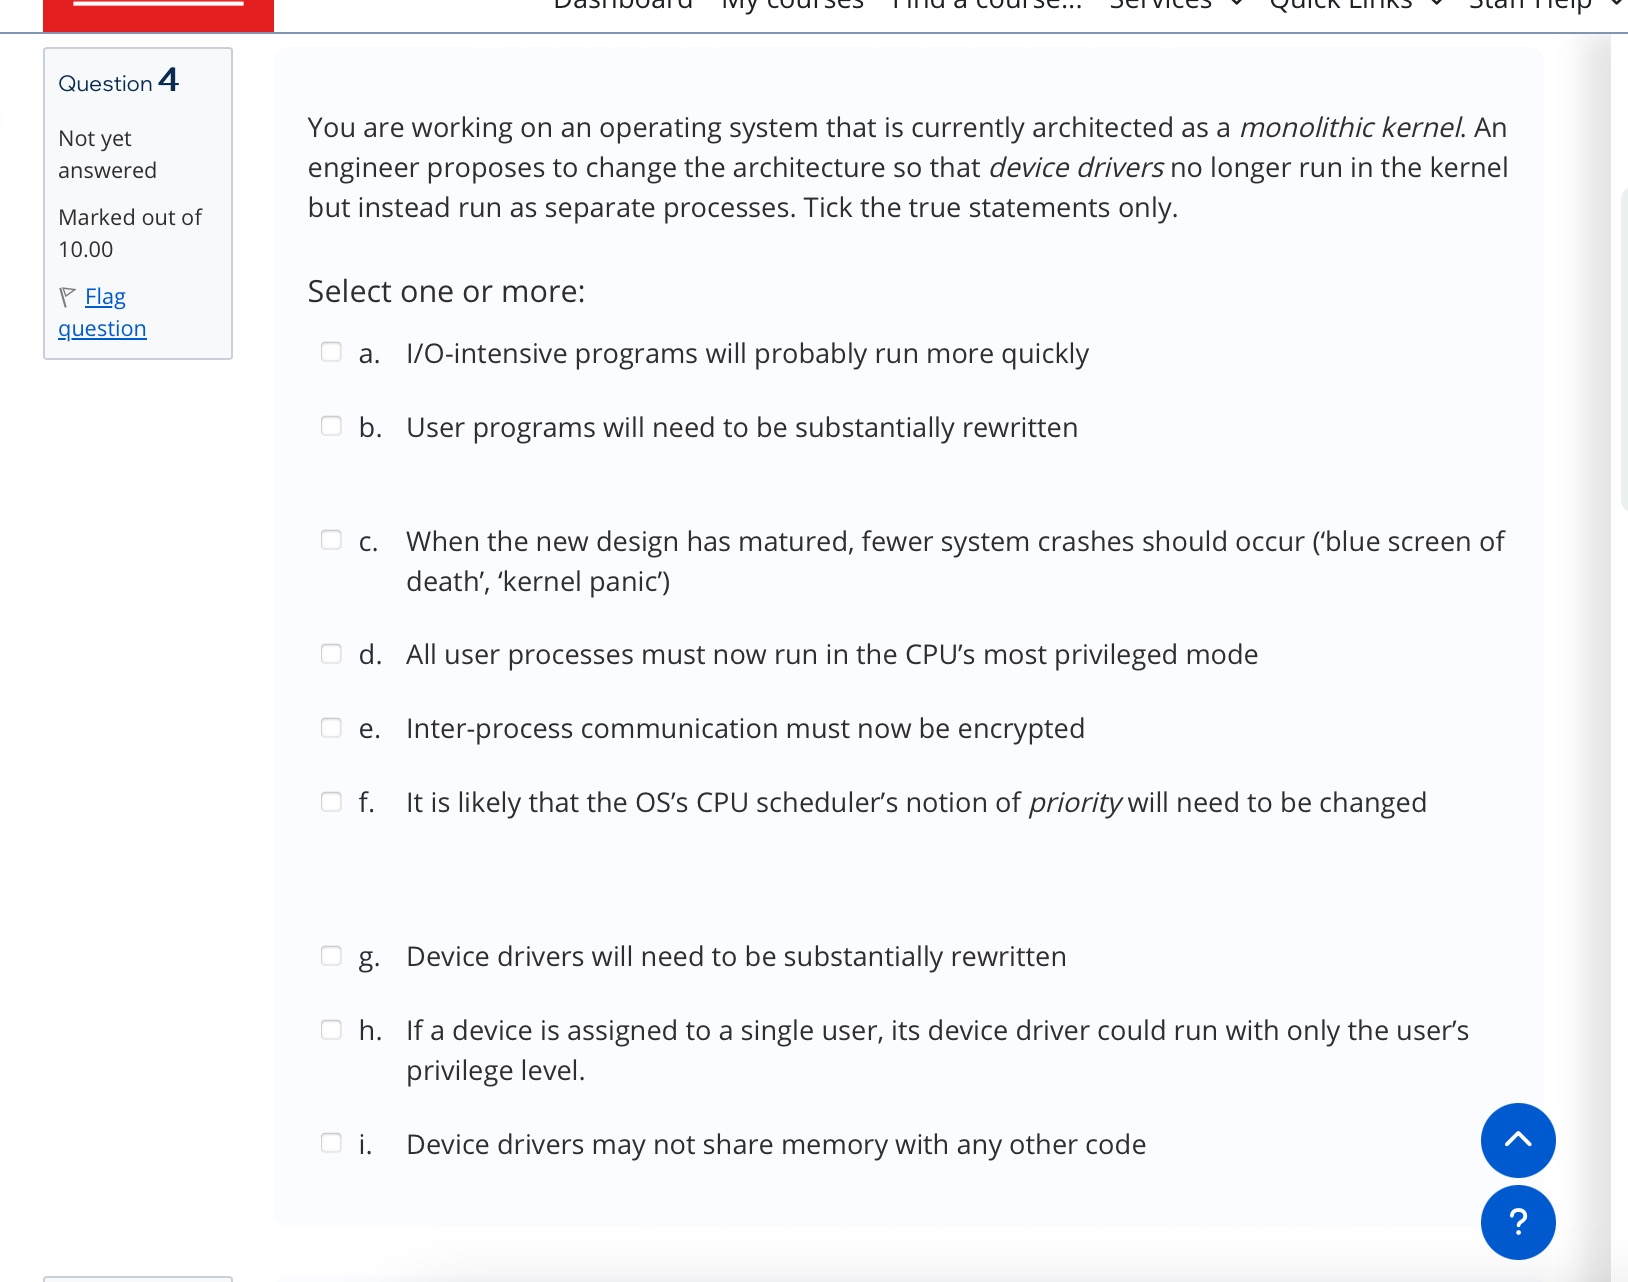 Dashboard My courses Find a course... Services Quick Links Staff Help
Question 4
Not yet
answered
Marked out of
10.00
Flag
question
You are working on an operating system that is currently architected as a monolithic kernel. An
engineer proposes to change the architecture so that device drivers no longer run in the kernel
but instead run as separate processes. Tick the true statements only.
Select one or more:
a. I/O-intensive programs will probably run more quickly
b. User programs will need to be substantially rewritten
c. When the new design has matured, fewer system crashes should occur (‘blue screen of
death’, ‘kernel panic’)
d. All user processes must now run in the CPU’s most privileged mode
e. Inter-process communication must now be encrypted
f. It is likely that the OS’s CPU scheduler’s notion of priority will need to be changed
g. Device drivers will need to be substantially rewritten
h. If a device is assigned to a single user, its device driver could run with only the user’s
privilege level.
i. Device drivers may not share memory with any other code
?